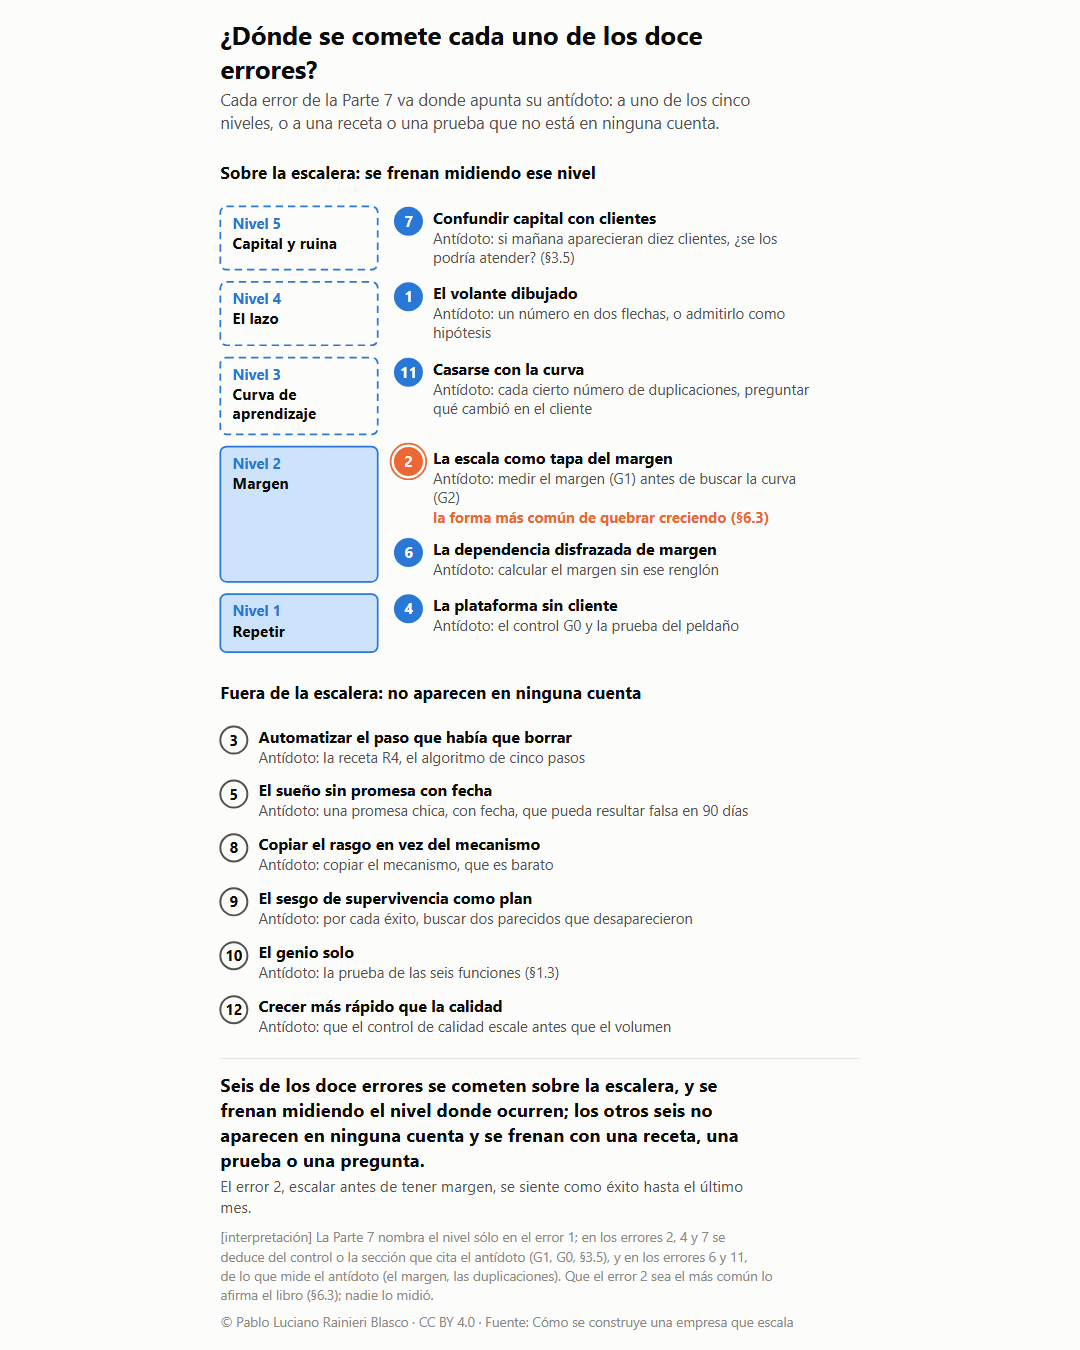 ¿Dónde se comete cada uno de los doce
errores?
Cada error de la Parte 7 va donde apunta su antídoto: a uno de los cinco
niveles, o a una receta o una prueba que no está en ninguna cuenta.
Sobre la escalera: se frenan midiendo ese nivel
Nivel 5
Capital y ruina
7
Confundir capital con clientes
Antídoto: si mañana aparecieran diez clientes, ¿se los
podría atender? (§3.5)
Nivel 4
El lazo
1
El volante dibujado
Antídoto: un número en dos flechas, o admitirlo como
hipótesis
Nivel 3
Curva de
aprendizaje
11
Casarse con la curva
Antídoto: cada cierto número de duplicaciones, preguntar
qué cambió en el cliente
Nivel 2
Margen
2
La escala como tapa del margen
Antídoto: medir el margen (G1) antes de buscar la curva
(G2)
la forma más común de quebrar creciendo (§6.3)
6
La dependencia disfrazada de margen
Antídoto: calcular el margen sin ese renglón
Nivel 1
Repetir
4
La plataforma sin cliente
Antídoto: el control G0 y la prueba del peldaño
Fuera de la escalera: no aparecen en ninguna cuenta
3
Automatizar el paso que había que borrar
Antídoto: la receta R4, el algoritmo de cinco pasos
5
El sueño sin promesa con fecha
Antídoto: una promesa chica, con fecha, que pueda resultar falsa en 90 días
8
Copiar el rasgo en vez del mecanismo
Antídoto: copiar el mecanismo, que es barato
9
El sesgo de supervivencia como plan
Antídoto: por cada éxito, buscar dos parecidos que desaparecieron
10
El genio solo
Antídoto: la prueba de las seis funciones (§1.3)
12
Crecer más rápido que la calidad
Antídoto: que el control de calidad escale antes que el volumen
Seis de los doce errores se cometen sobre la escalera, y se
frenan midiendo el nivel donde ocurren; los otros seis no
aparecen en ninguna cuenta y se frenan con una receta, una
prueba o una pregunta.
El error 2, escalar antes de tener margen, se siente como éxito hasta el último
mes.
[interpretación] La Parte 7 nombra el nivel sólo en el error 1; en los errores 2, 4 y 7 se
deduce del control o la sección que cita el antídoto (G1, G0, §3.5), y en los errores 6 y 11,
de lo que mide el antídoto (el margen, las duplicaciones). Que el error 2 sea el más común lo
afirma el libro (§6.3); nadie lo midió.
© Pablo Luciano Rainieri Blasco · CC BY 4.0 · Fuente: Cómo se construye una empresa que escala